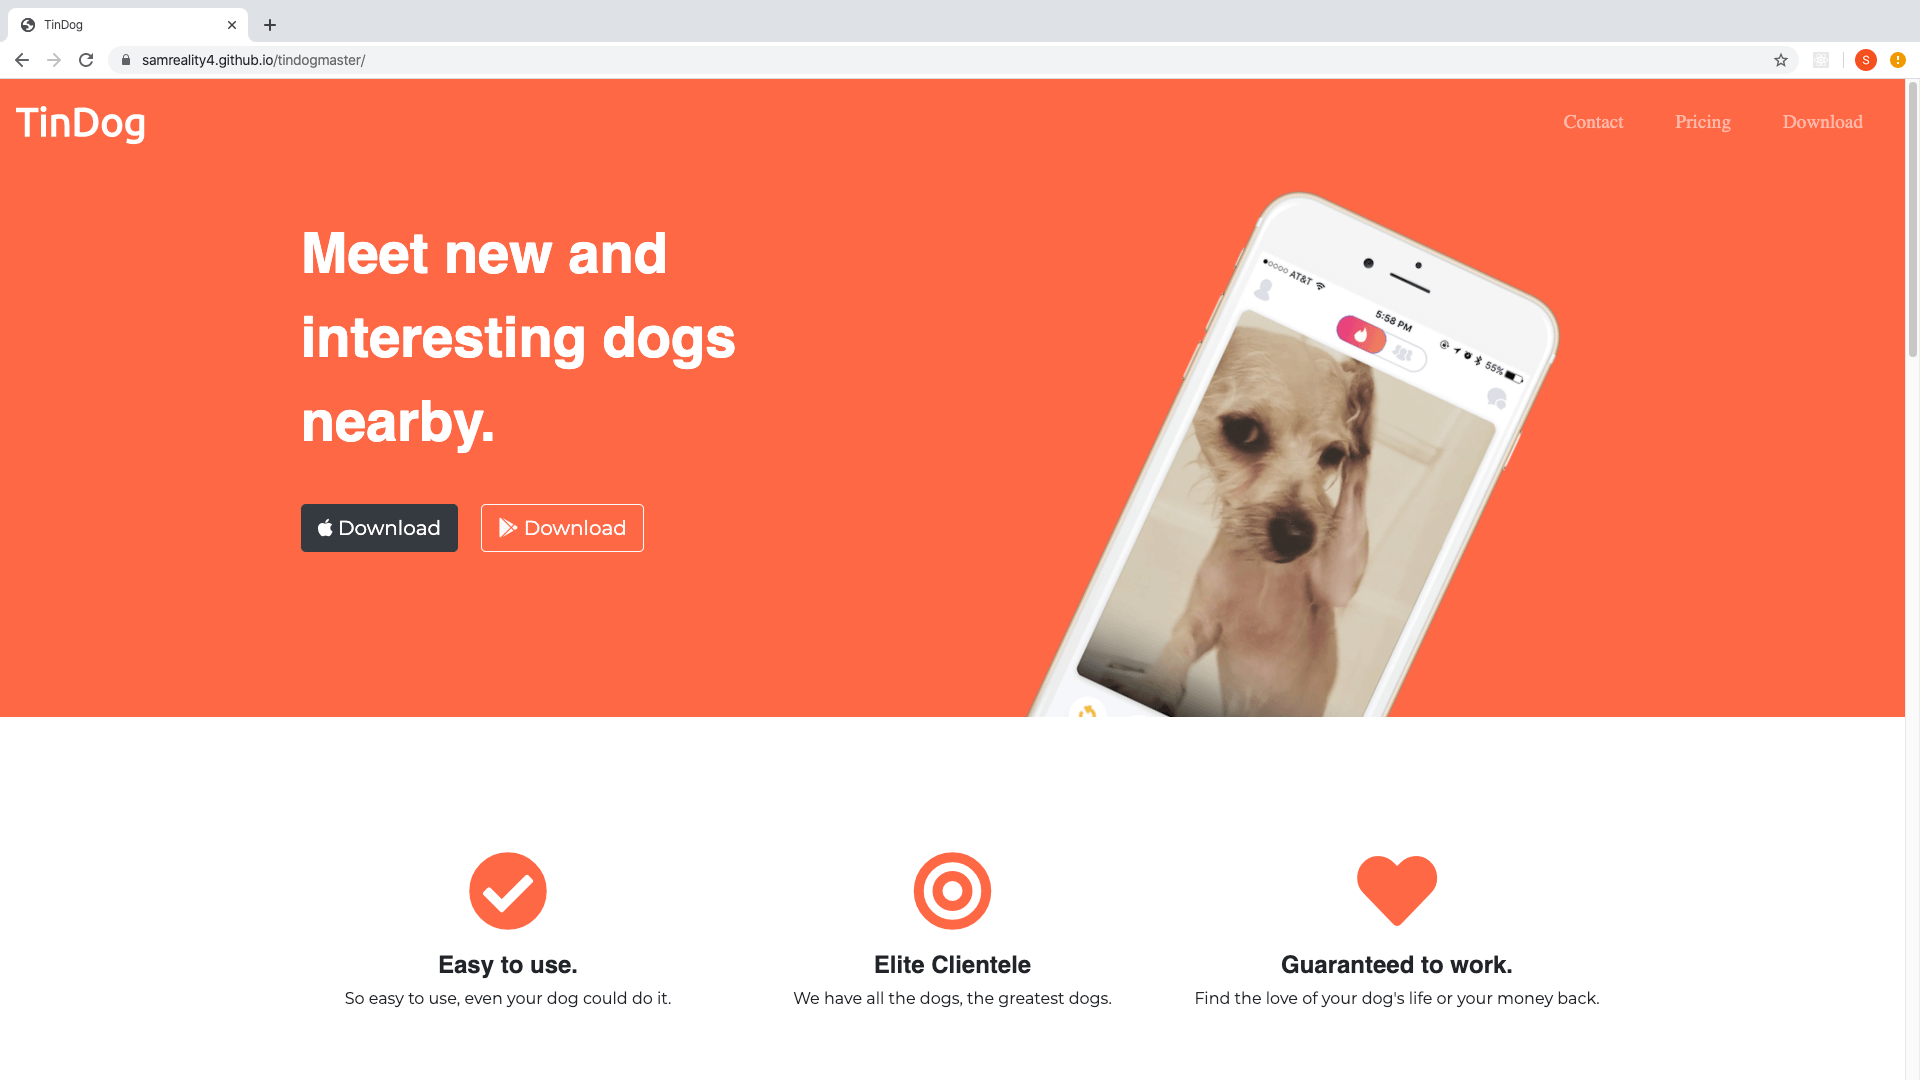 TinDog
samreality4.github.io/tindogmaster/
S
TinDog
Contact
Pricing
Download
Meet new and
interesting dogs
nearby.
Download
Download
AT&T
5:58 PM
55%
Easy to use.
So easy to use, even your dog could do it.
Elite Clientele
We have all the dogs, the greatest dogs.
Guaranteed to work.
Find the love of your dog's life or your money back.